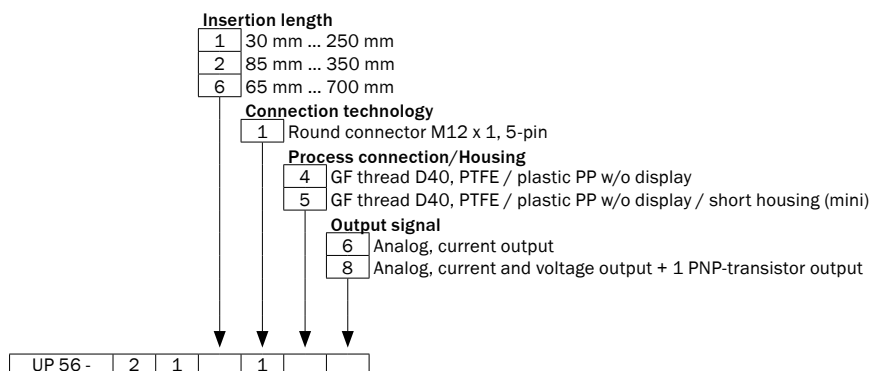 Insertion length
1 30 mm ... 250 mm
2 85 mm ... 350 mm
6 65 mm ... 700 mm
Connection technology
1 Round connector M12 x 1, 5-pin
Process connection/Housing
4 GF thread D40, PTFE / plastic PP w/o display
5 GF thread D40, PTFE / plastic PP w/o display / short housing (mini)
Output signal
6 Analog, current output
8 Analog, current and voltage output + 1 PNP-transistor output
UP 56 - 2 1 1